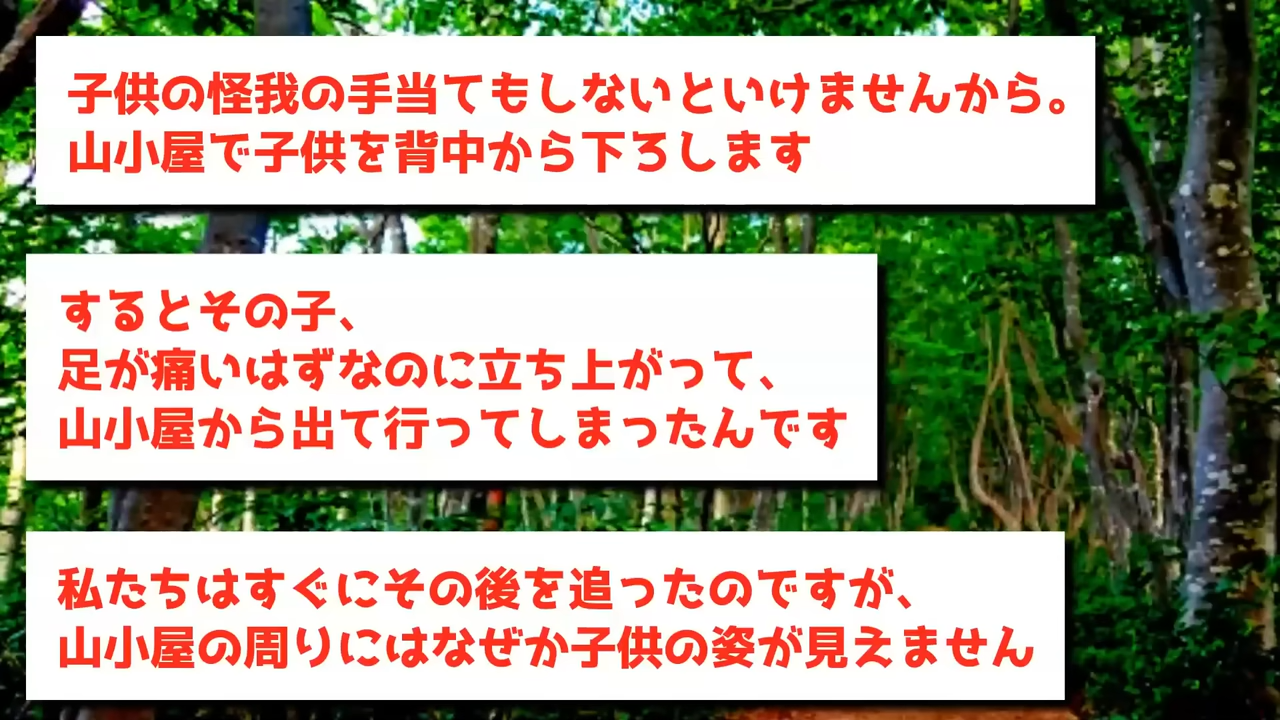 子供の怪我の手当てもしないといけませんから。
山小屋で子供を背中から下ろします
するとその子、
足が痛いはずなのに立ち上がって、
山小屋から出て行ってしまったんです
私たちはすぐにその後を追ったのですが、
山小屋の周りにはなぜか子供の姿が見えません